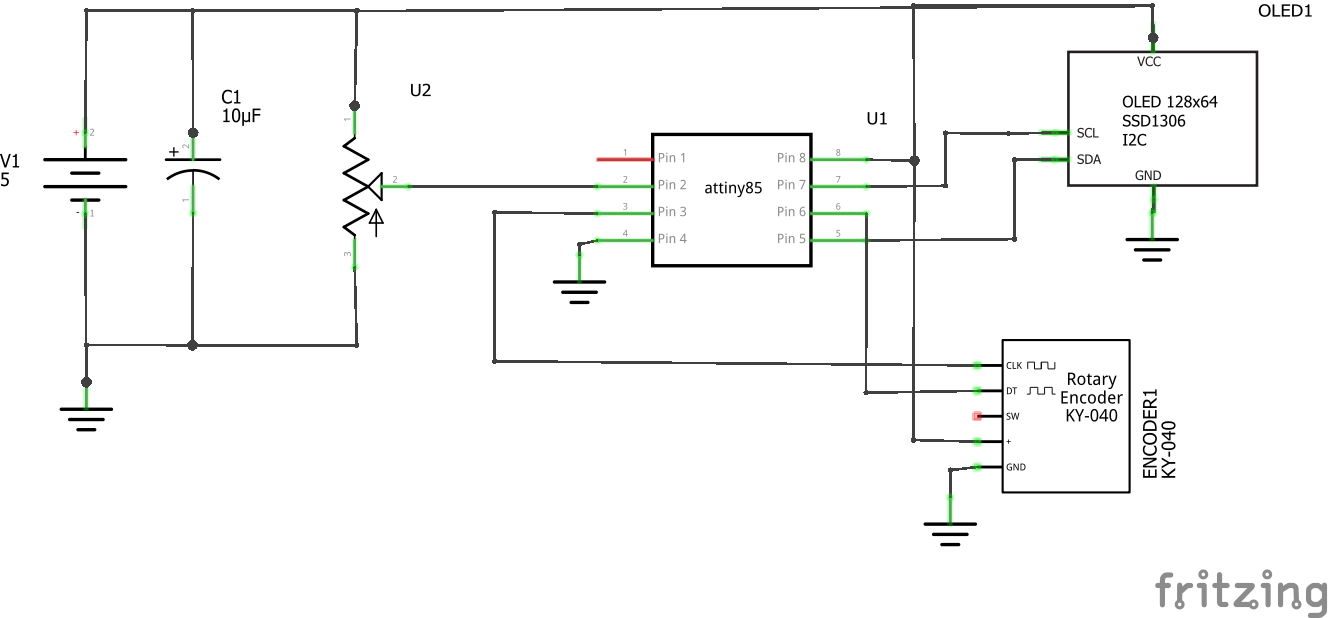 OLED1
VCC
OLED 128x64
SSD1306
I2C
SCL
SDA
GND
U2
C1
10µF
+
2
1
V1
5
+
2
-
1
1
2
3
U1
attiny85
1
Pin 1
2
Pin 2
3
Pin 3
4
Pin 4
Pin 8
8
Pin 7
7
Pin 6
6
Pin 5
5
CLK
DT
SW
+
GND
Rotary
Encoder
KY-040
ENCODER1
KY-040
fritzing